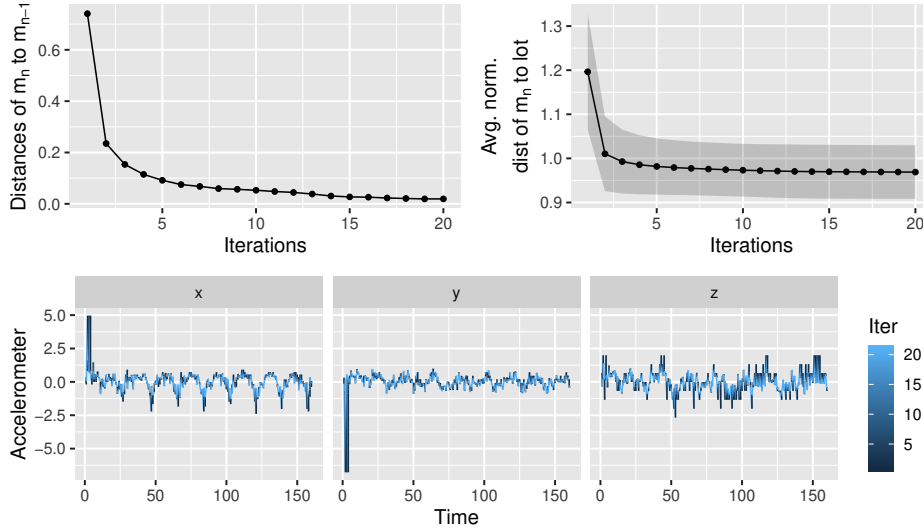 Distances of mₙ to mₙ₋₁
0.6
0.4
0.2
0.0
5 10 15 20
Iterations
Avg. norm.
dist of mₙ to lot
1.3
1.2
1.1
1.0
0.9
5 10 15 20
Iterations
x y z
Accelerometer
5.0
2.5
0.0
−2.5
−5.0
0 50 100 150 0 50 100 150 0 50 100 150
Time
Iter
20
15
10
5